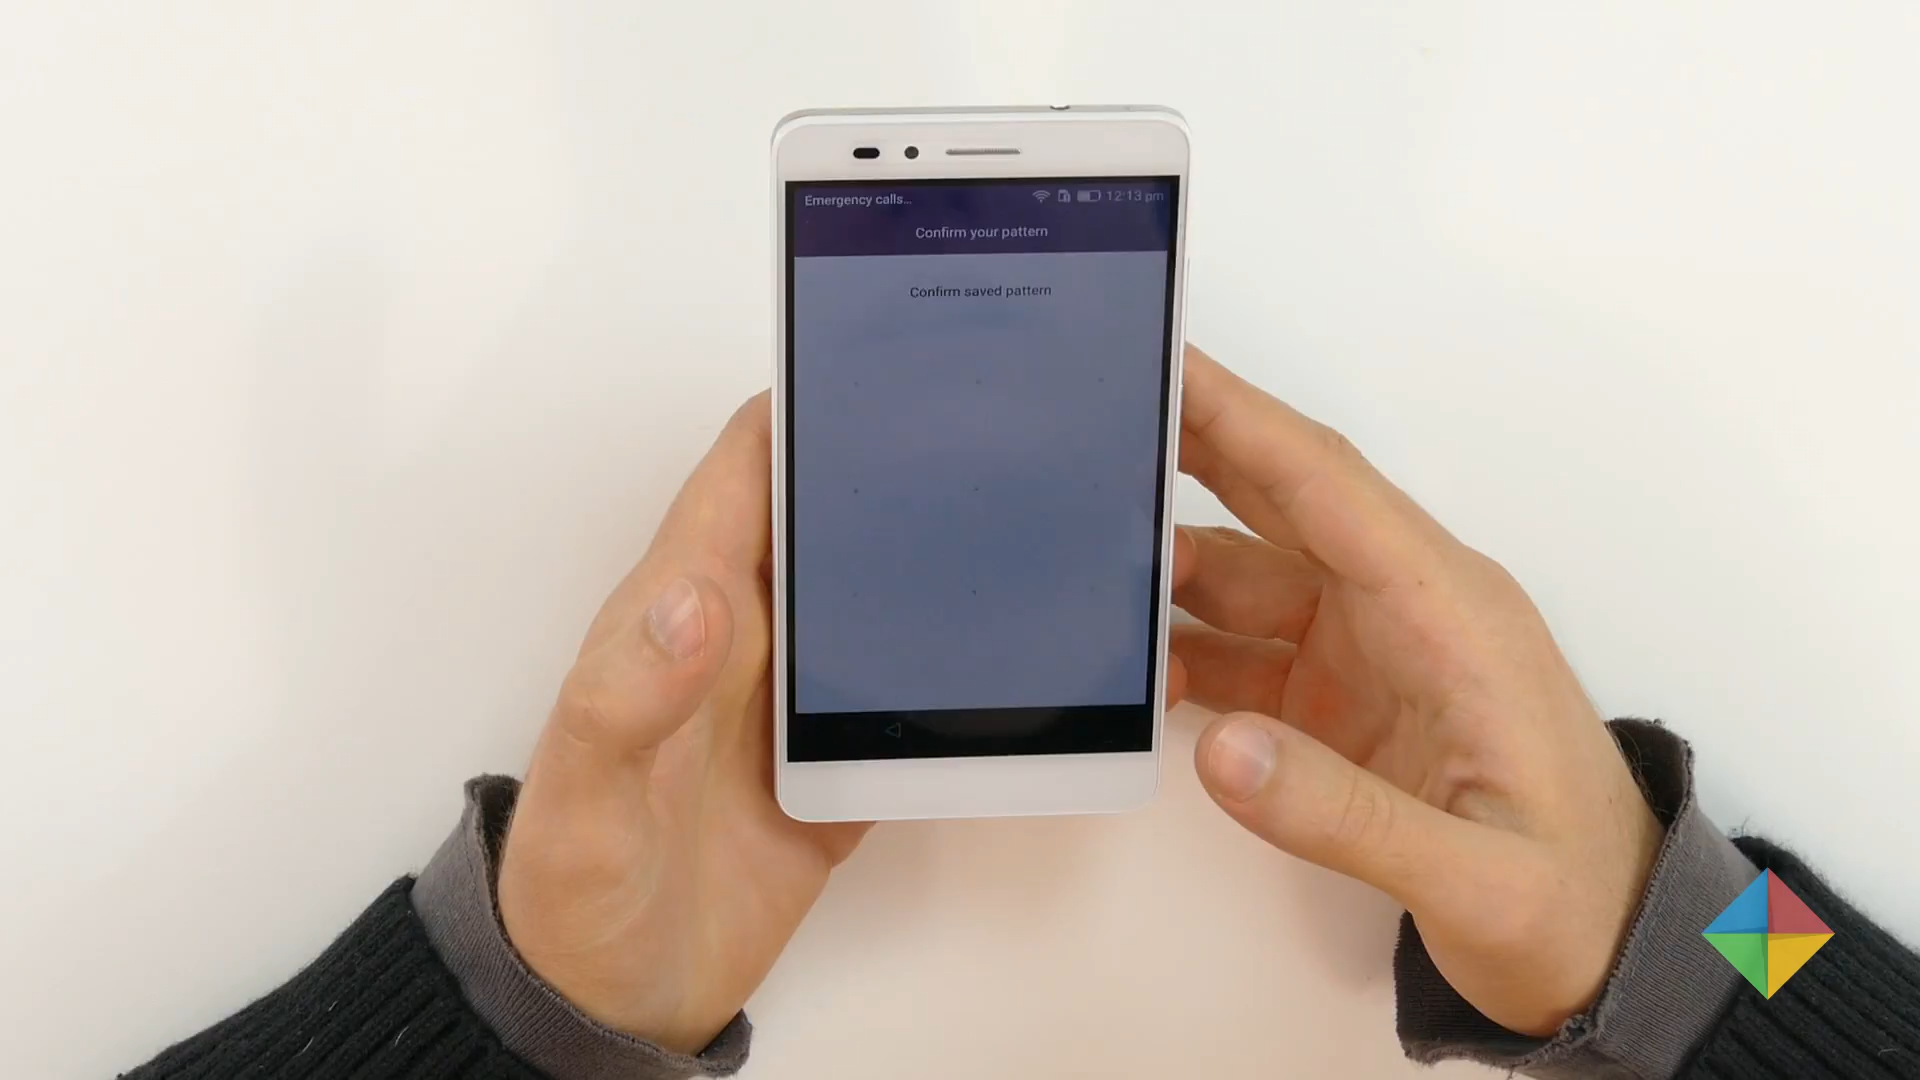 Emergency calls...
12:13 pm
Confirm your pattern
Confirm saved pattern